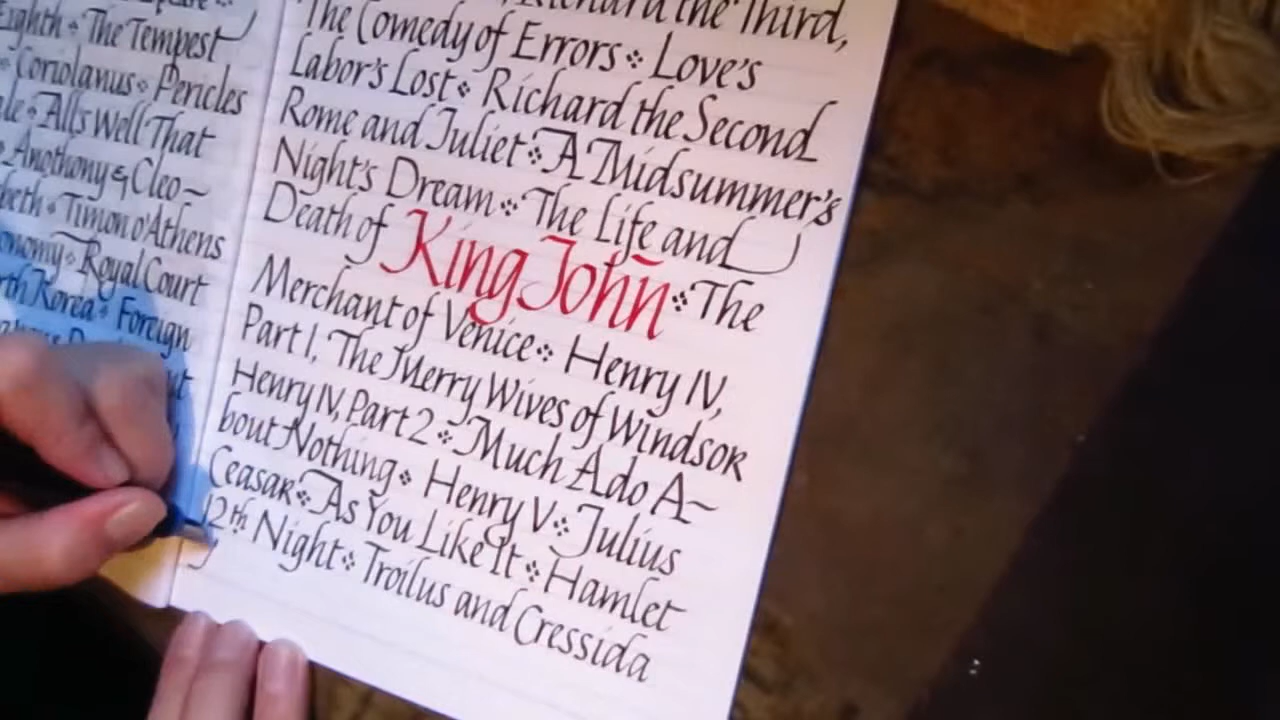 Eighth • The Tempest
Coriolanus • Pericles
All's Well That
Anothony & Cleo~
Timon o'Athens
Royal Court
Korea • Foreign
Richard the Third,
The Comedy of Errors • Love's
Labor's Lost • Richard the Second
Rome and Juliet • A Midsummer's
Night's Dream • The Life and
Death of King John • The
Merchant of Venice • Henry IV,
Part I, The Merry Wives of Windsor
Henry IV, Part 2 • Much Ado A~
bout Nothing • Henry V • Julius
Ceasar • As You Like It • Hamlet
12th Night • Troilus and Cressida